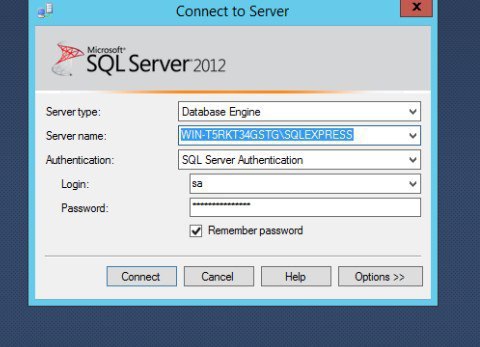 Connect to Server
x
Microsoft®
SQL Server® 2012
Server type: Database Engine
Server name: WIN-T5RKT34GSTG\SQLEXPRESS
Authentication: SQL Server Authentication
Login: sa
Password: ***************
Remember password
Connect Cancel Help Options >>